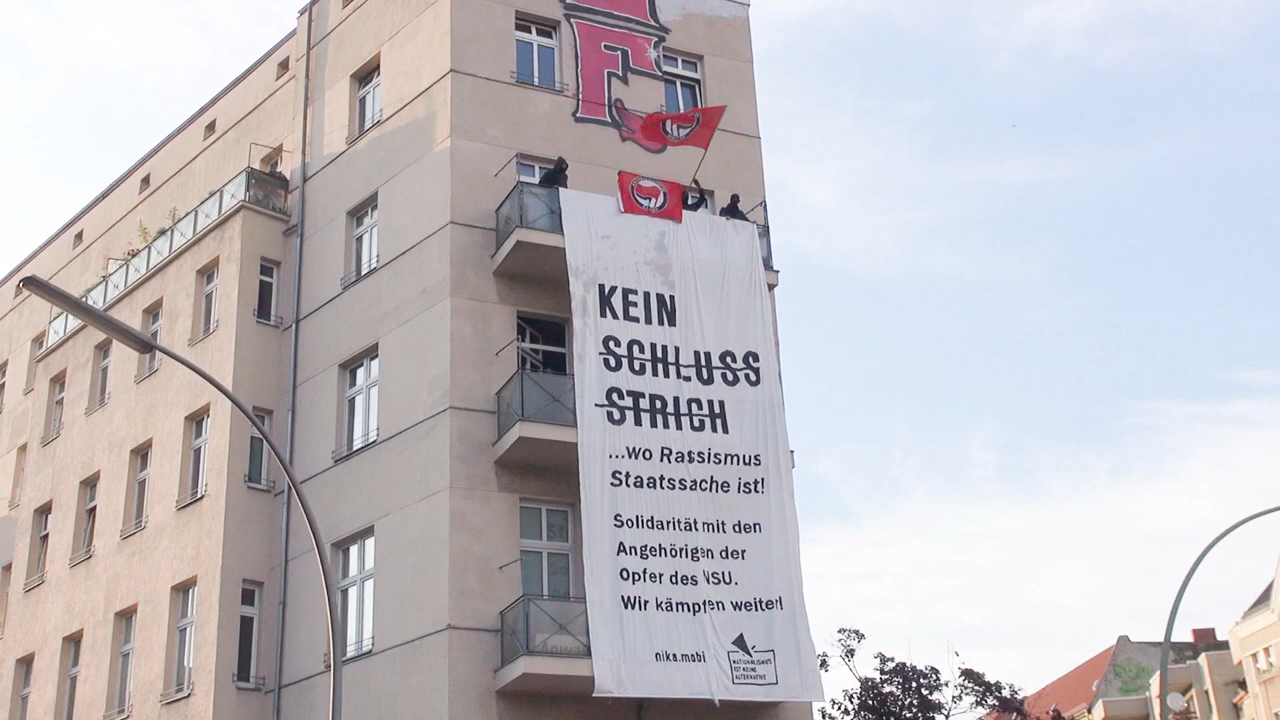 F
KEIN
SCHLUSS
STRICH
...wo Rassismus
Staatssache ist!
Solidarität mit den
Angehörigen der
Opfer des NSU.
Wir kämpfen weiter!
nika.mobi
NATIONALISMUS
IST KEINE
ALTERNATIVE